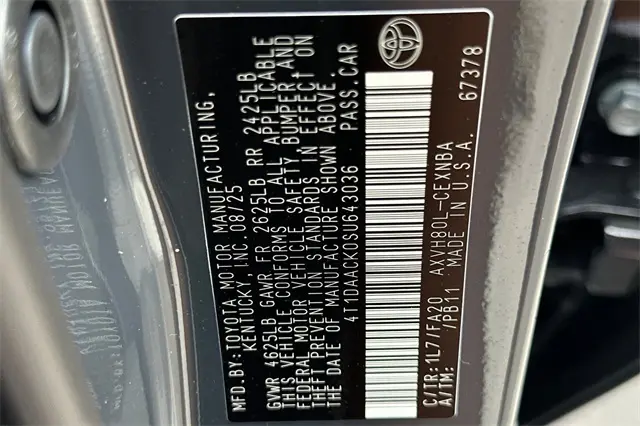 MFG.BY:TOYOTA MOTOR MANUFACTURING,
KENTUCKY, INC. 08/25
GVWR 4625LB GAWR FR 2625LB RR 2425LB
THIS VEHICLE CONFORMS TO ALL APPLICABLE
FEDERAL MOTOR VEHICLE SAFETY, BUMPER AND
THEFT PREVENTION STANDARDS IN EFFECT ON
THE DATE OF MANUFACTURE SHOWN ABOVE.
4T1DAACK0SU643036 PASS.CAR
C/TR:1L7/FA20 AXVH80L-CEXNBA
A/TM: /PB11 MADE IN U.S.A.
67378